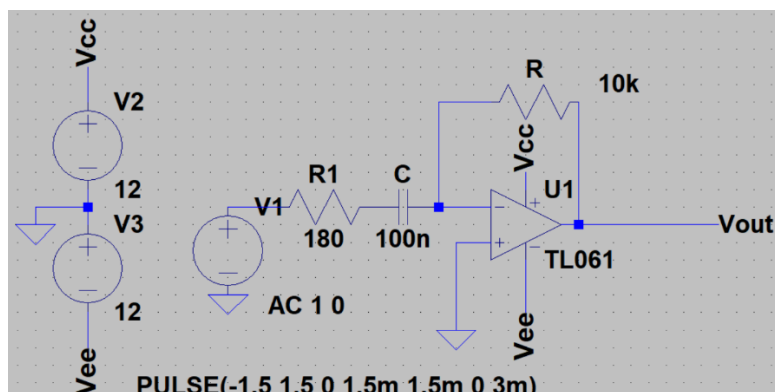 Vcc
V2
12
V3
12
Vee
V1
AC 1 0
R1
180
C
100n
R
10k
Vcc
U1
TL061
Vee
Vout
PULSE(-1.5 1.5 0 1.5m 1.5m 0 3m)